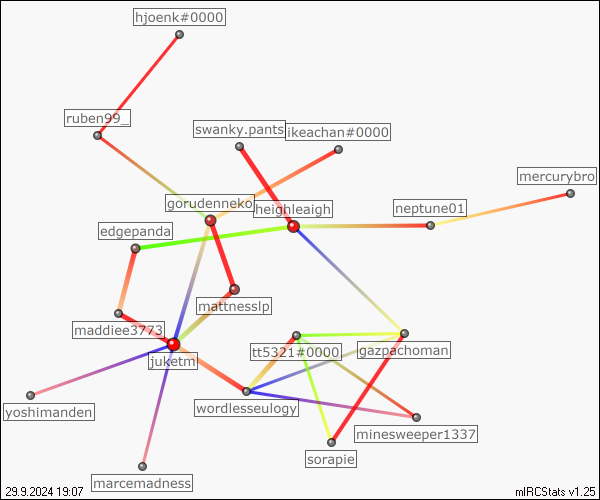 hjoenk#0000
ruben99_
swanky.pants
ikeachan#0000
mercurybro
gorudenneko
heighleaigh
neptune01
edgepanda
mattnesslp
maddiee3773
juketm
tt5321#0000
gazpachoman
yoshimanden
wordlesseulogy
minesweeper1337
sorapie
marcemadness
29.9.2024 19:07
mIRCStats v1.25